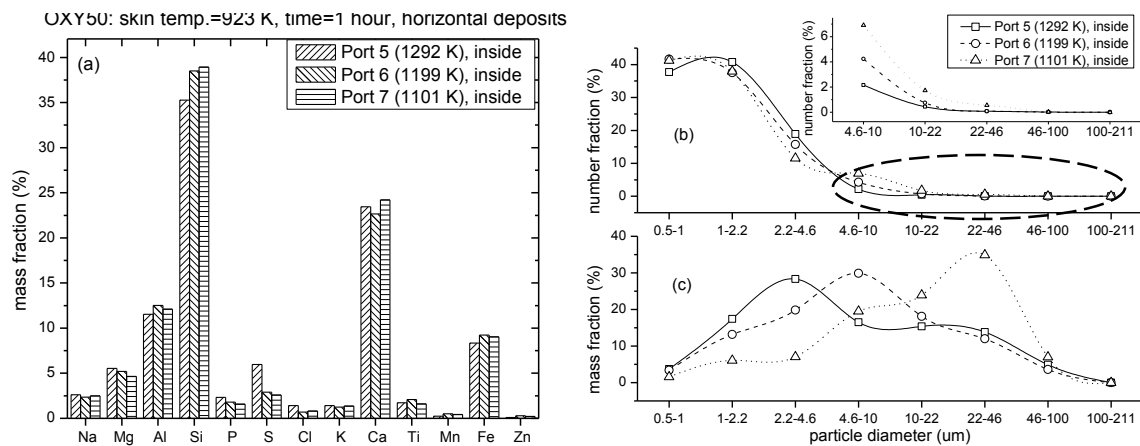 OXY50: skin temp.=923 K, time=1 hour, horizontal deposits
(a)
Port 5 (1292 K), inside
Port 6 (1199 K), inside
Port 7 (1101 K), inside
mass fraction (%)
40
35
30
25
20
15
10
5
0
Na Mg Al Si P S Cl K Ca Ti Mn Fe Zn
number fraction (%)
6
4
2
0
4.6-10 10-22 22-46 46-100 100-211
Port 5 (1292 K), inside
Port 6 (1199 K), inside
Port 7 (1101 K), inside
(b)
number fraction (%)
40
30
20
10
0
0.5-1 1-2.2 2.2-4.6 4.6-10 10-22 22-46 46-100 100-211
(c)
mass fraction (%)
40
30
20
10
0
0.5-1 1-2.2 2.2-4.6 4.6-10 10-22 22-46 46-100 100-211
particle diameter (um)